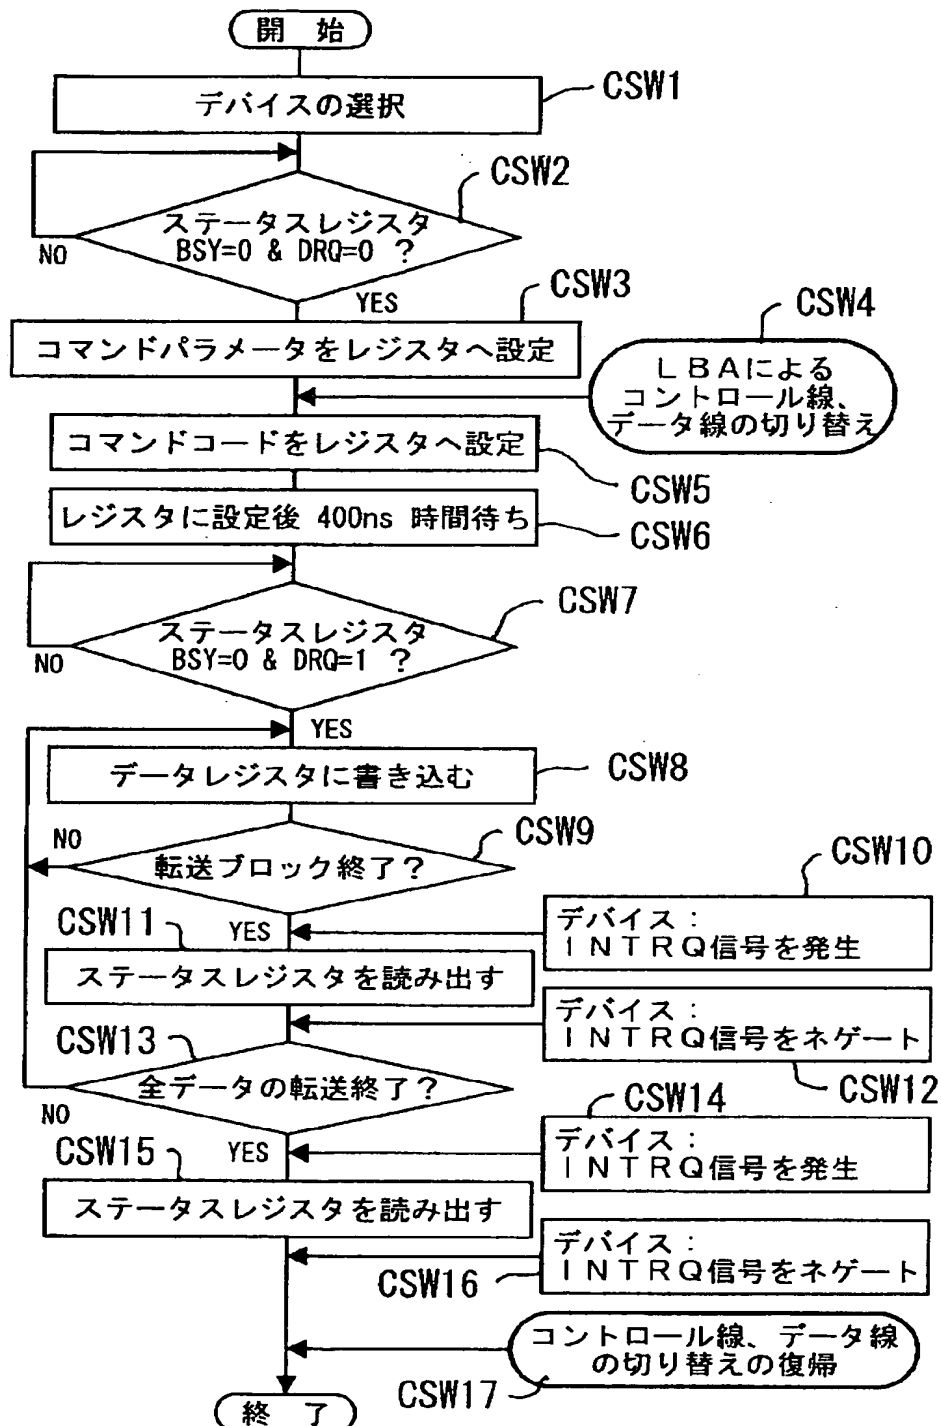 開 始
デバイスの選択
CSW1
CSW2
ステータスレジスタ
BSY=0 & DRQ=0 ?
NO
YES
CSW3
コマンドパラメータをレジスタへ設定
CSW4
ＬＢＡによる
コントロール線、
データ線の切り替え
コマンドコードをレジスタへ設定
CSW5
レジスタに設定後 400ns 時間待ち
CSW6
CSW7
ステータスレジスタ
BSY=0 & DRQ=1 ?
NO
YES
データレジスタに書き込む
CSW8
NO
CSW9
転送ブロック終了？
CSW10
YES
デバイス：
ＩＮＴＲＱ信号を発生
CSW11
ステータスレジスタを読み出す
デバイス：
ＩＮＴＲＱ信号をネゲート
CSW12
CSW13
全データの転送終了？
NO
CSW14
YES
デバイス：
ＩＮＴＲＱ信号を発生
CSW15
ステータスレジスタを読み出す
デバイス：
ＩＮＴＲＱ信号をネゲート
CSW16
コントロール線、データ線
の切り替えの復帰
CSW17
終 了